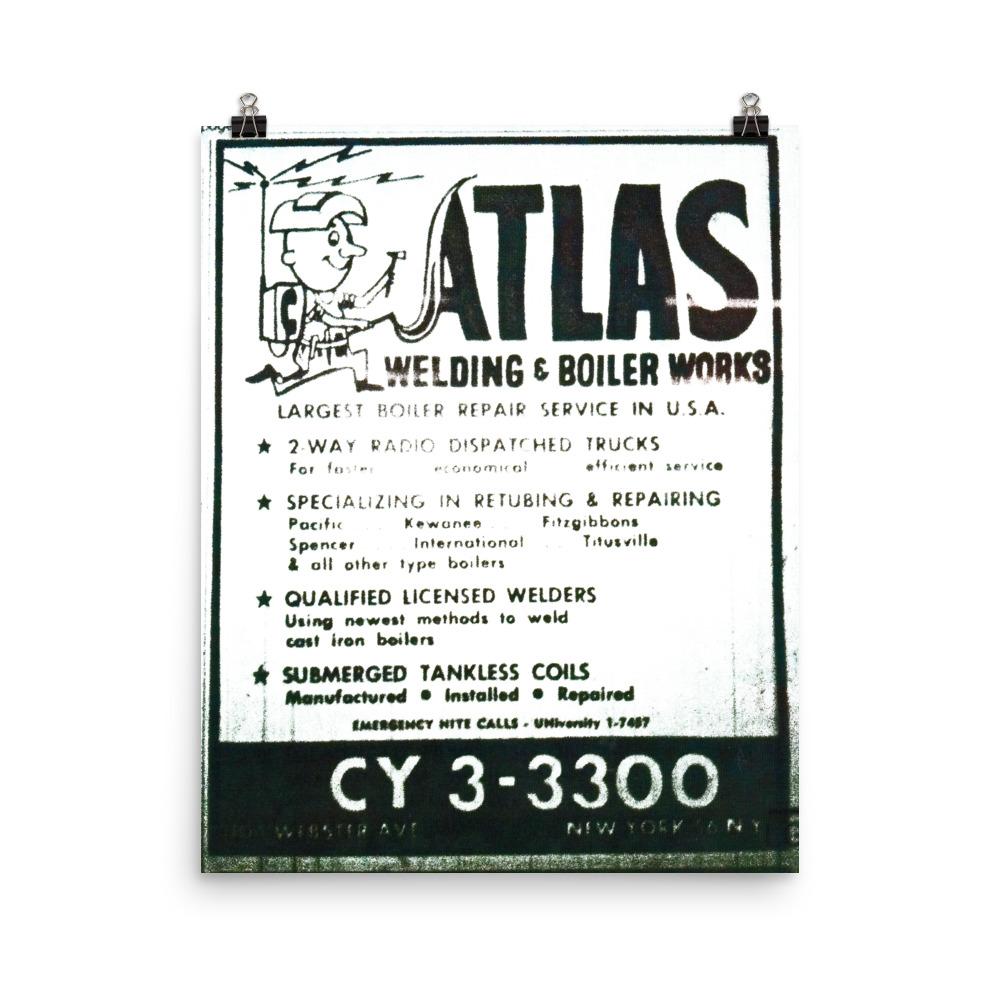 ATLAS
WELDING & BOILER WORKS
LARGEST BOILER REPAIR SERVICE IN U.S.A.
★ 2-WAY RADIO DISPATCHED TRUCKS
For faster economical efficient service
★ SPECIALIZING IN RETUBING & REPAIRING
Pacific ... Kewanee ... Fitzgibbons
Spencer ... International ... Titusville
& all other type boilers
★ QUALIFIED LICENSED WELDERS
Using newest methods to weld
cast iron boilers
★ SUBMERGED TANKLESS COILS
Manufactured • Installed • Repaired
EMERGENCY NITE CALLS - UNiversity 1-7487
CY 3-3300
WEBSTER AVE NEW YORK N Y